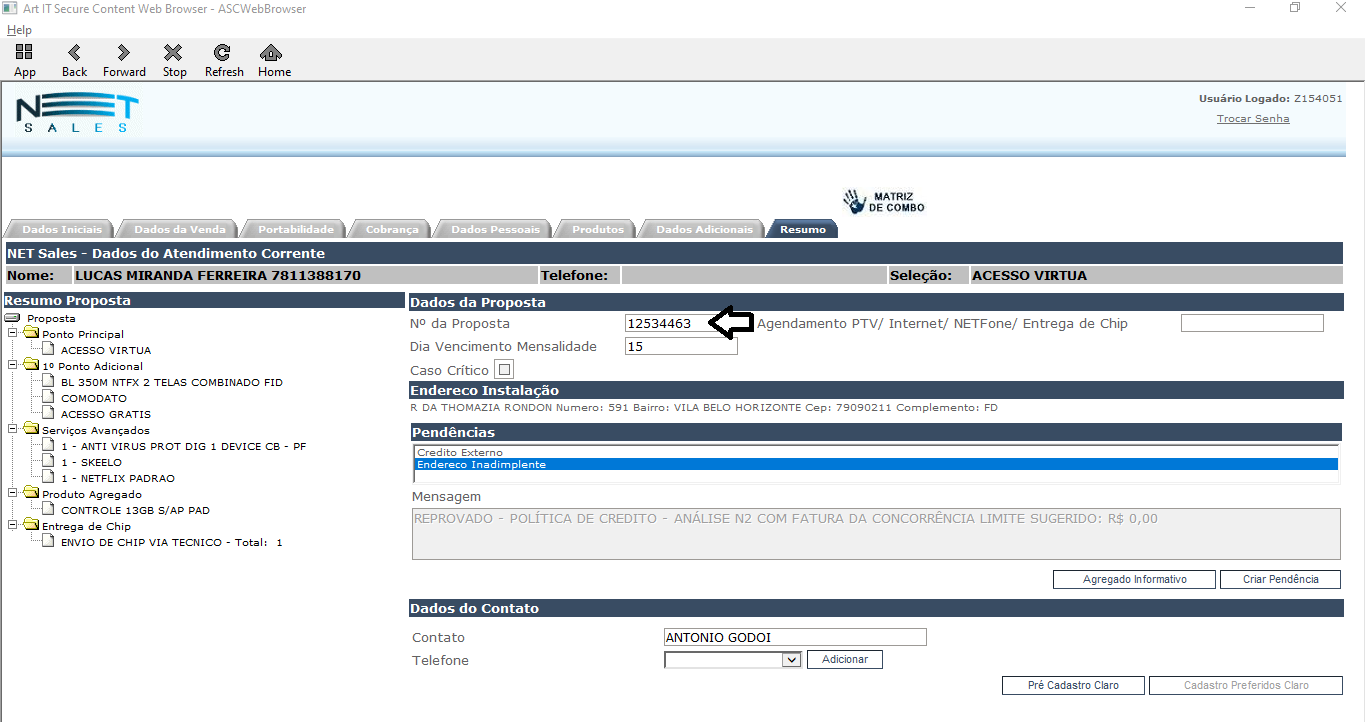 Art IT Secure Content Web Browser - ASCWebBrowser
Help
App Back Forward Stop Refresh Home
NET
SALES
Usuário Logado: Z154051
Trocar Senha
MATRIZ
DE COMBO
Dados Iniciais Dados da Venda Portabilidade Cobrança Dados Pessoais Produtos Dados Adicionais Resumo
NET Sales - Dados do Atendimento Corrente
Nome: LUCAS MIRANDA FERREIRA 7811388170 Telefone: Seleção: ACESSO VIRTUA
Resumo Proposta
Proposta
Ponto Principal
ACESSO VIRTUA
1º Ponto Adicional
BL 350M NTFX 2 TELAS COMBINADO FID
COMODATO
ACESSO GRATIS
Serviços Avançados
1 - ANTI VIRUS PROT DIG 1 DEVICE CB - PF
1 - SKEELO
1 - NETFLIX PADRAO
Produto Agregado
CONTROLE 13GB S/AP PAD
Entrega de Chip
ENVIO DE CHIP VIA TECNICO - Total: 1
Dados da Proposta
Nº da Proposta 12534463 Agendamento PTV/ Internet/ NETFone/ Entrega de Chip
Dia Vencimento Mensalidade 15
Caso Crítico
Endereco Instalação
R DA THOMAZIA RONDON Numero: 591 Bairro: VILA BELO HORIZONTE Cep: 79090211 Complemento: FD
Pendências
Credito Externo
Endereco Inadimplente
Mensagem
REPROVADO - POLÍTICA DE CREDITO - ANÁLISE N2 COM FATURA DA CONCORRÊNCIA LIMITE SUGERIDO: R$ 0,00
Agregado Informativo Criar Pendência
Dados do Contato
Contato ANTONIO GODOI
Telefone Adicionar
Pré Cadastro Claro Cadastro Preferidos Claro